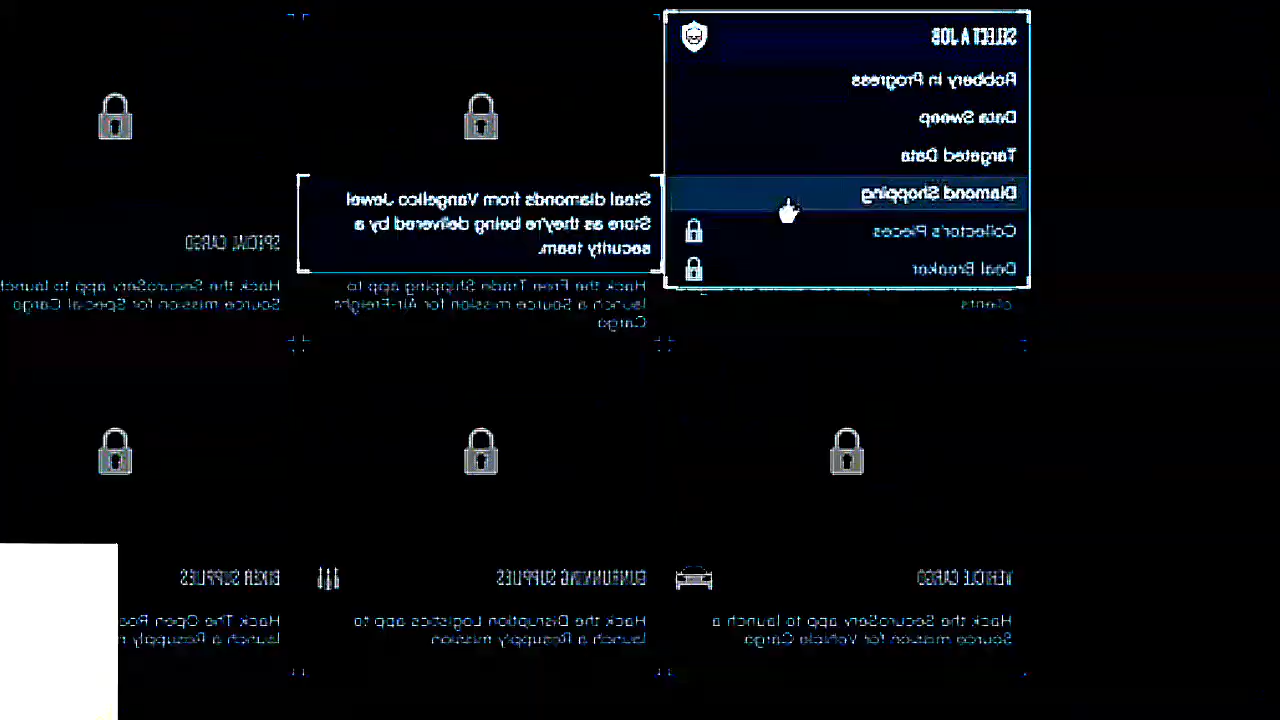 SELECT A JOB
Robbery In Progress
Data Sweep
Targeted Data
Diamond Shopping
Collector's Pieces
Deal Breaker
clients
Steal diamonds from Vangelico Jewel
Store as they're being delivered by a
security team.
Hack the Free Trade Shipping app to
launch a Source mission for Air-Freight
Cargo
SPECIAL CARGO
Hack the SecuroServ app to launch
Source mission for Special Cargo
VEHICLE CARGO
Hack the SecuroServ app to launch a
Source mission for Vehicle Cargo
GUNRUNNING SUPPLIES
Hack the Disruption Logistics app to
launch a Resupply mission
BIKER SUPPLIES
Hack The Open Roa
launch a Resupply